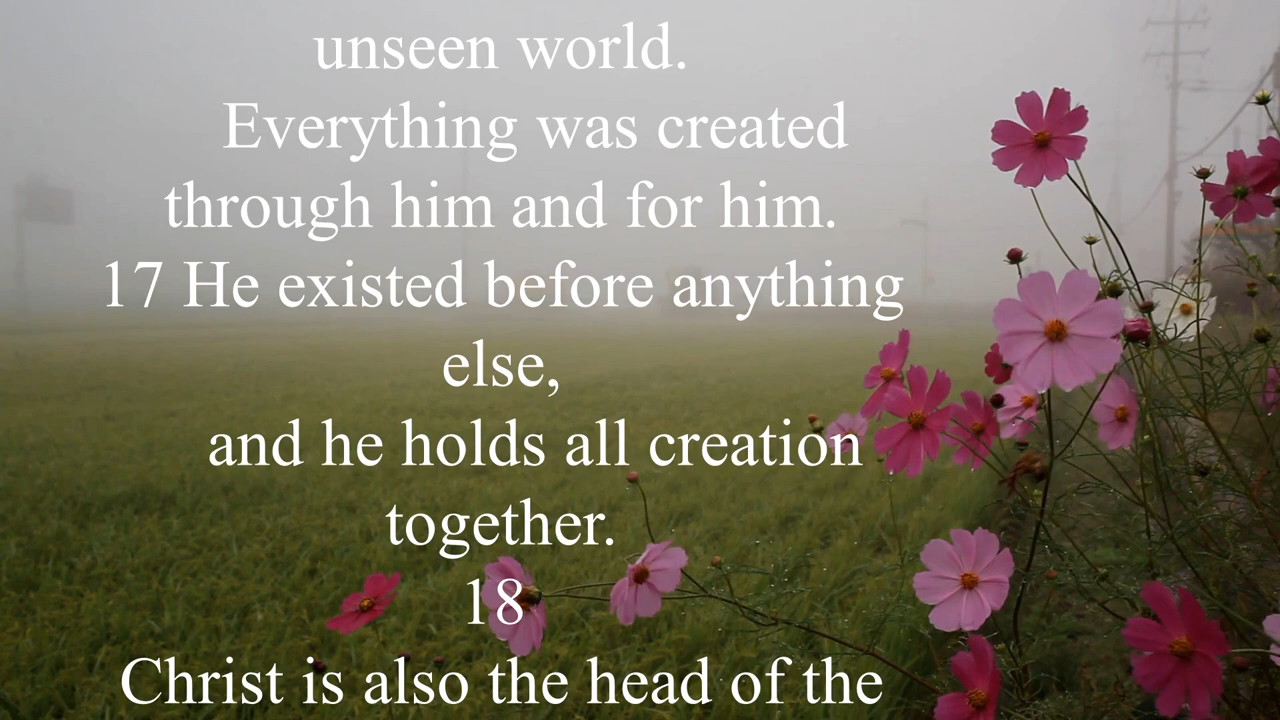 unseen world.
Everything was created
through him and for him.
17 He existed before anything
else,
and he holds all creation
together.
18
Christ is also the head of the